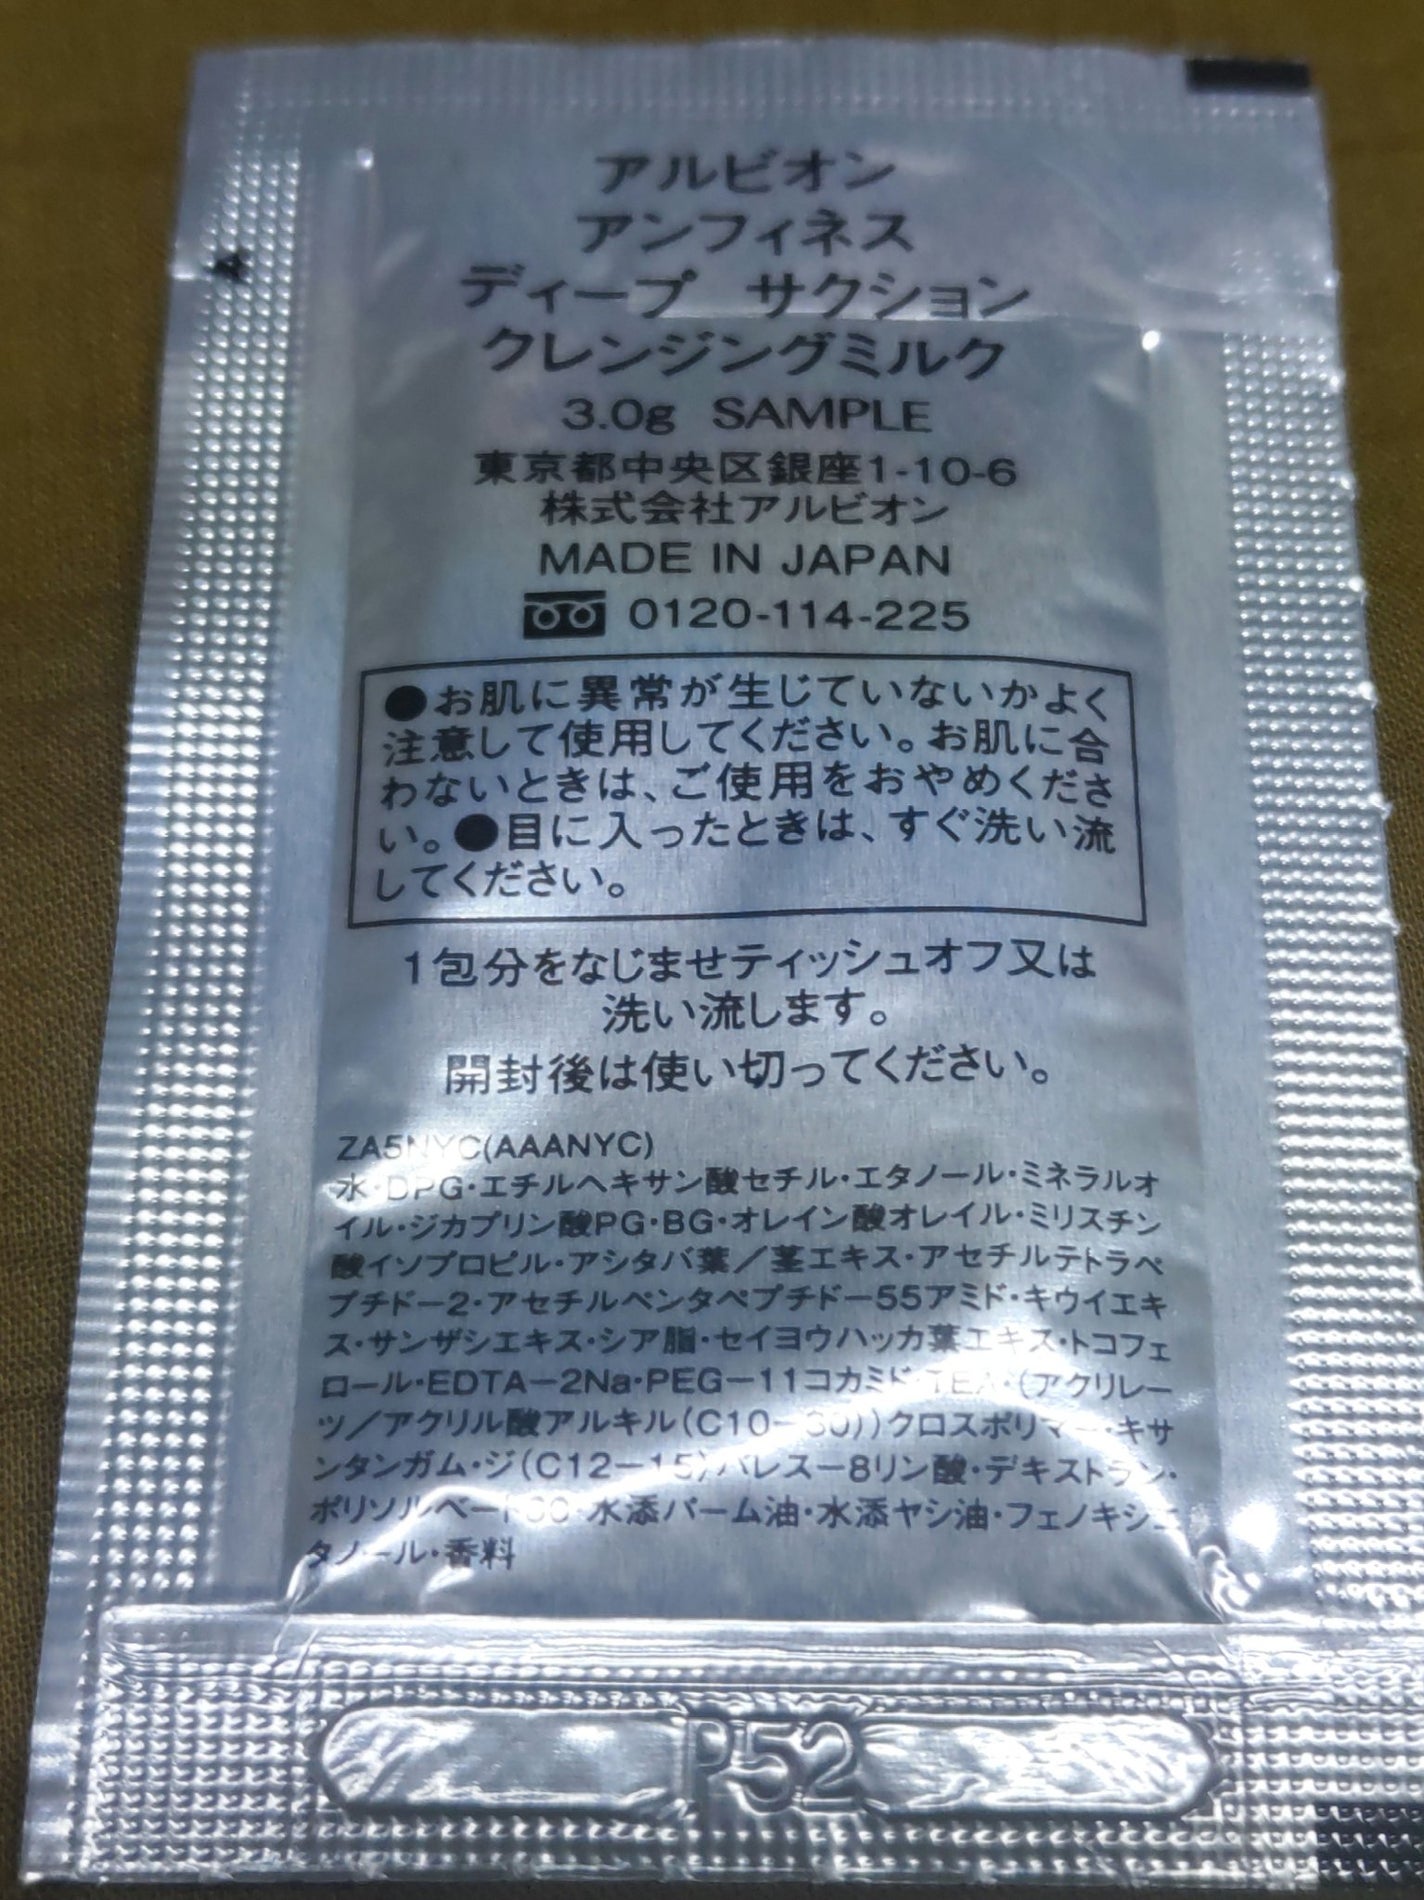 アルビオン
アンフィネス
ディープ サクション
クレンジングミルク
3.0g SAMPLE
東京都中央区銀座1-10-6
株式会社アルビオン
MADE IN JAPAN
0120-114-225
A
●お肌に異常が生じていないかよく
注意して使用してください。お肌に合
わないときは、ご使用をおやめくださ
い。●目に入ったときは、すぐ洗い流
してください。
1包分をなじませティッシュオフ又は
洗い流します。
開封後は使い切ってください。
ZA5NYC(AAANYC)
水・DPG・エチルヘキサン酸セチル・エタノール・ミネラルオ
イル・ジカプリン酸PG・BG・オレイン酸オレイル・ミリスチン
酸イソプロピル・アシタバ葉/茎エキス・アセチルテトラペ
プチドー2・アセチルペンタペプチドー55アミド・キウイエキ
ス・サンザシエキス・シア脂・セイヨウハッカ葉エキス・トコフェ
ロール・EDTA-2Na・PEG-11コカミド・TEA・(アクリレー
ツ/アクリル酸アルキル(C10-30))クロスポリマー・キサ
ンタンガム・ジ(C12-15)パレスー8リン酸・デキストラン・
ポリソルベート 水添パーム油・水添ヤシ油・フェノキシエ
タノール・香料
P52